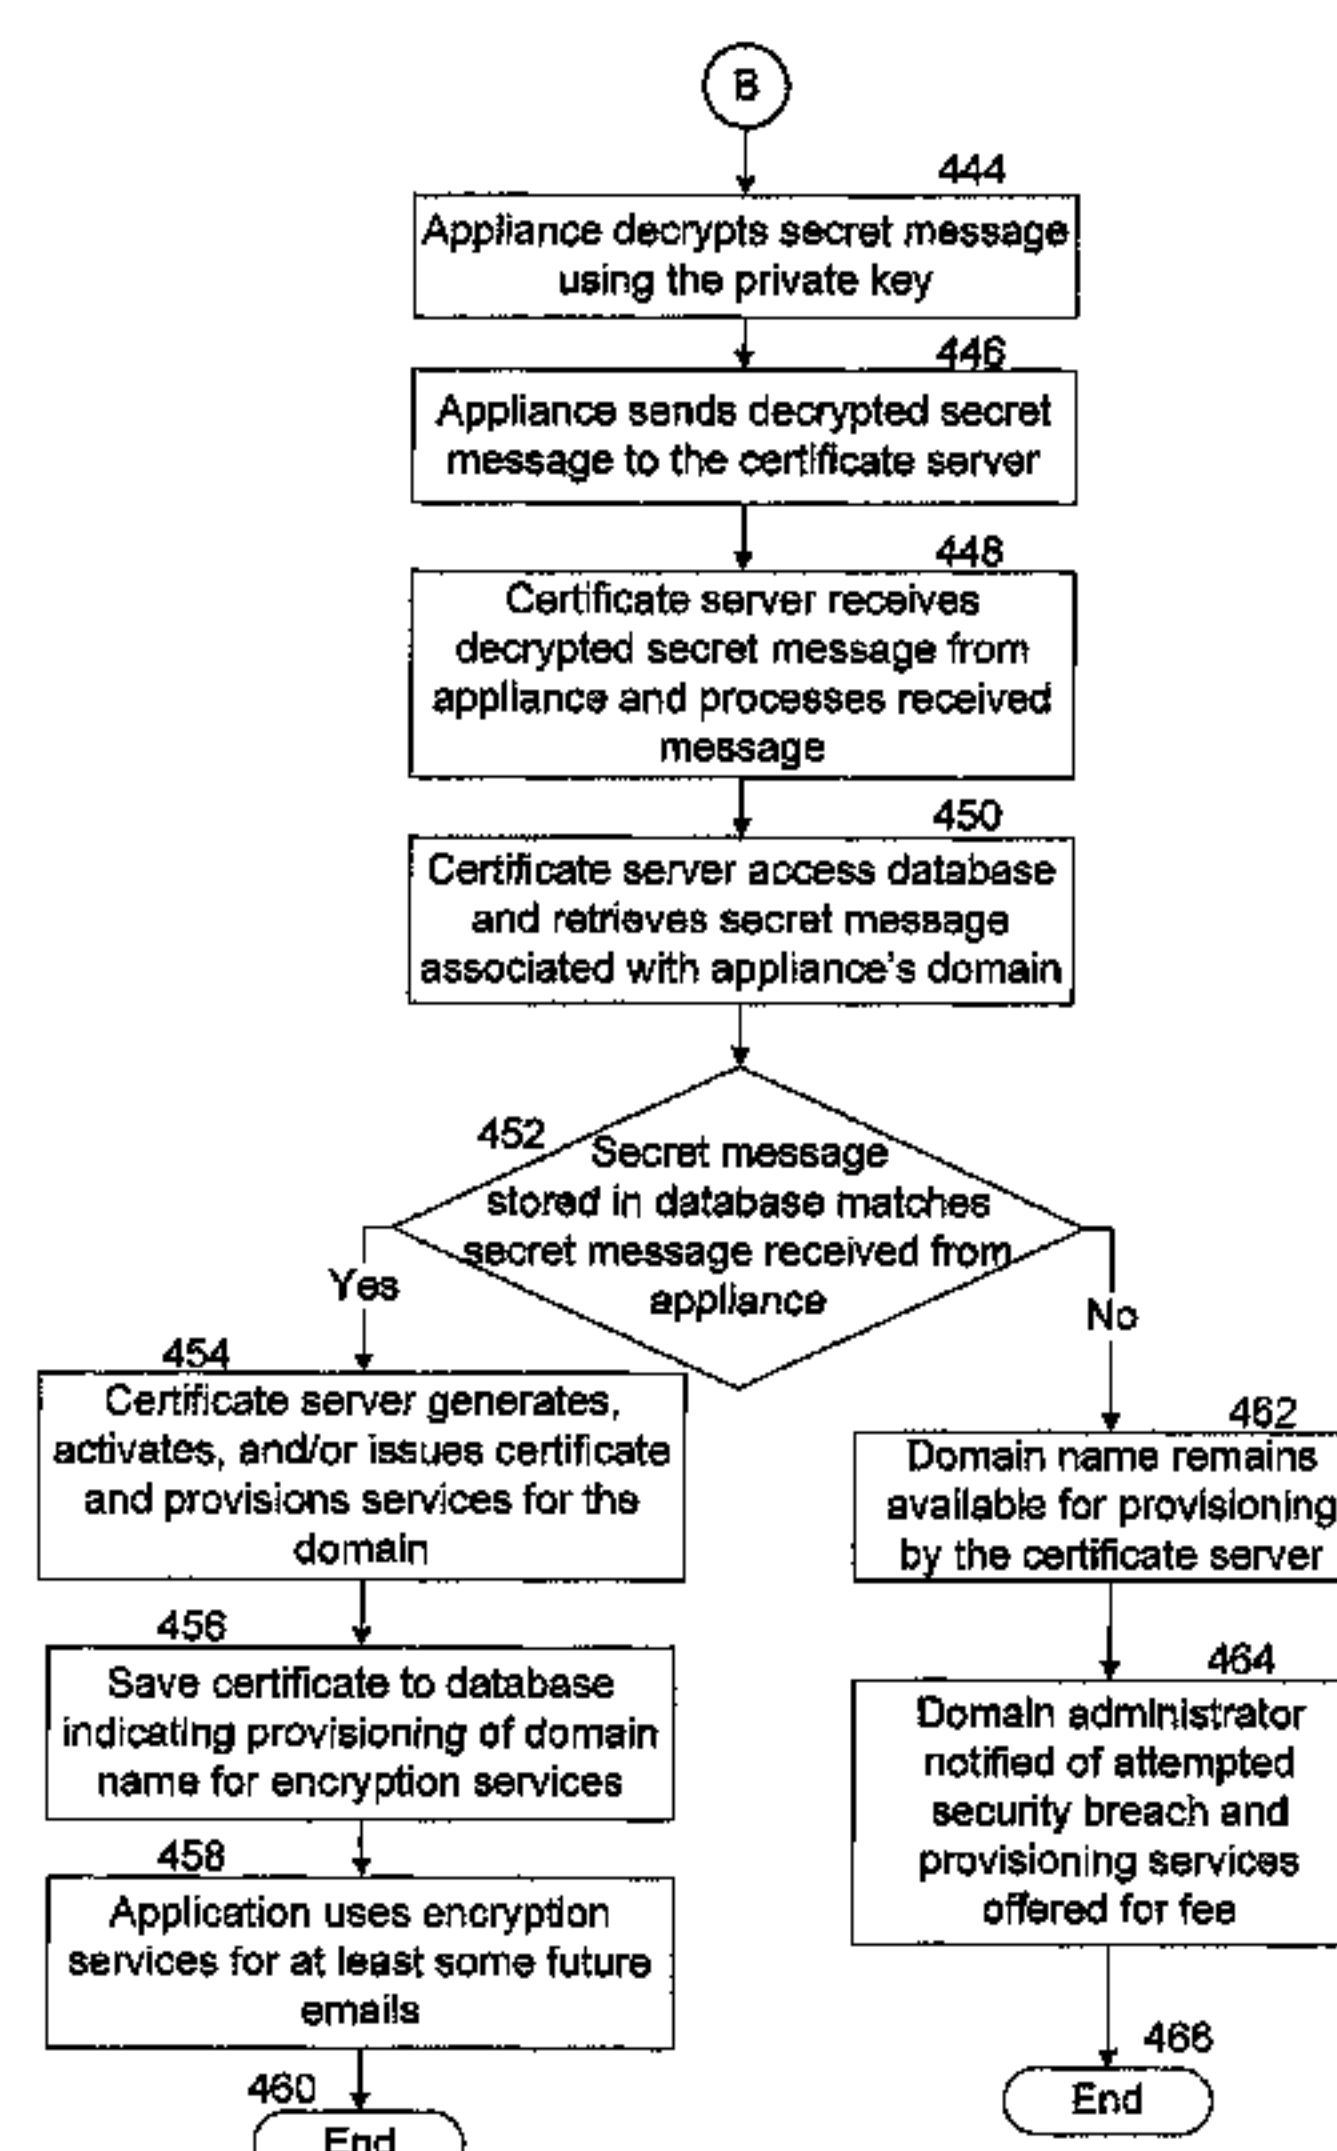 B
444
Appliance decrypts secret message
using the private key
446
Appliance sends decrypted secret
message to the certificate server
448
Certificate server receives
decrypted secret message from
appliance and processes received
message
450
Certificate server access database
and retrieves secret message
associated with appliance's domain
452
Secret message
stored in database matches
secret message received from
appliance
Yes
No
454
Certificate server generates,
activates, and/or issues certificate
and provisions services for the
domain
456
Save certificate to database
indicating provisioning of domain
name for encryption services
458
Application uses encryption
services for at least some future
emails
460
End
462
Domain name remains
available for provisioning
by the certificate server
464
Domain administrator
notified of attempted
security breach and
provisioning services
offered for fee
466
End